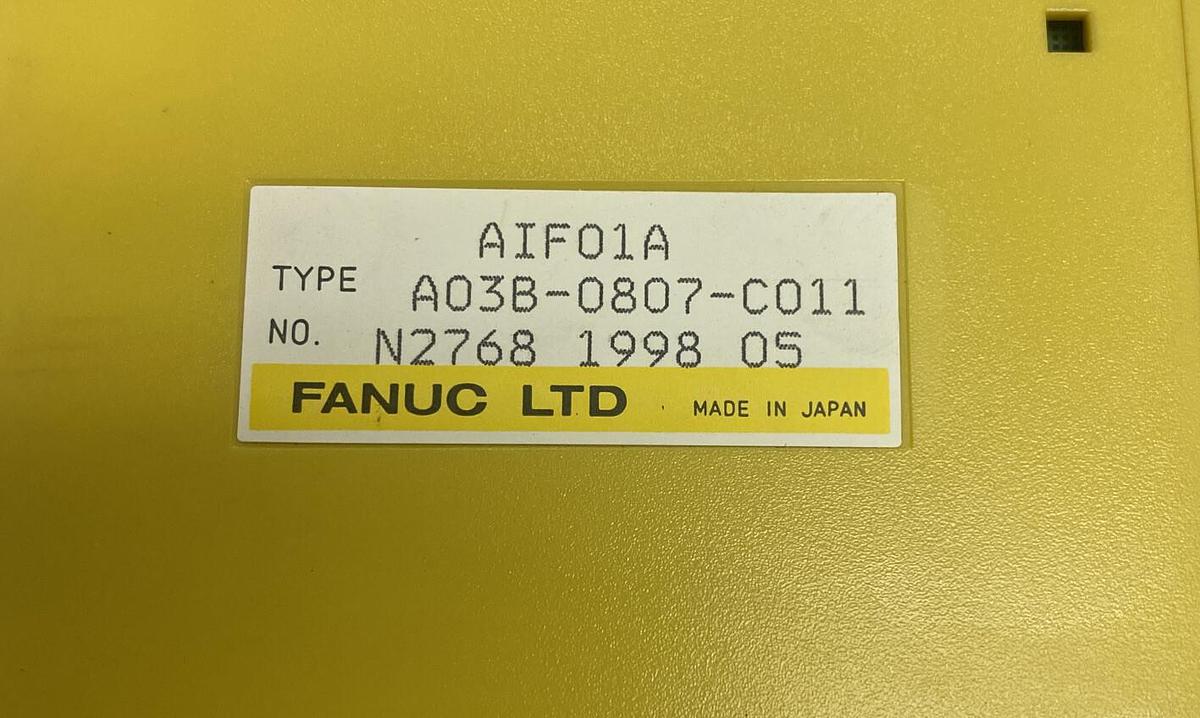 AIF01A
TYPE A03B-0807-C011
NO. N2768 1998 05
FANUC LTD MADE IN JAPAN